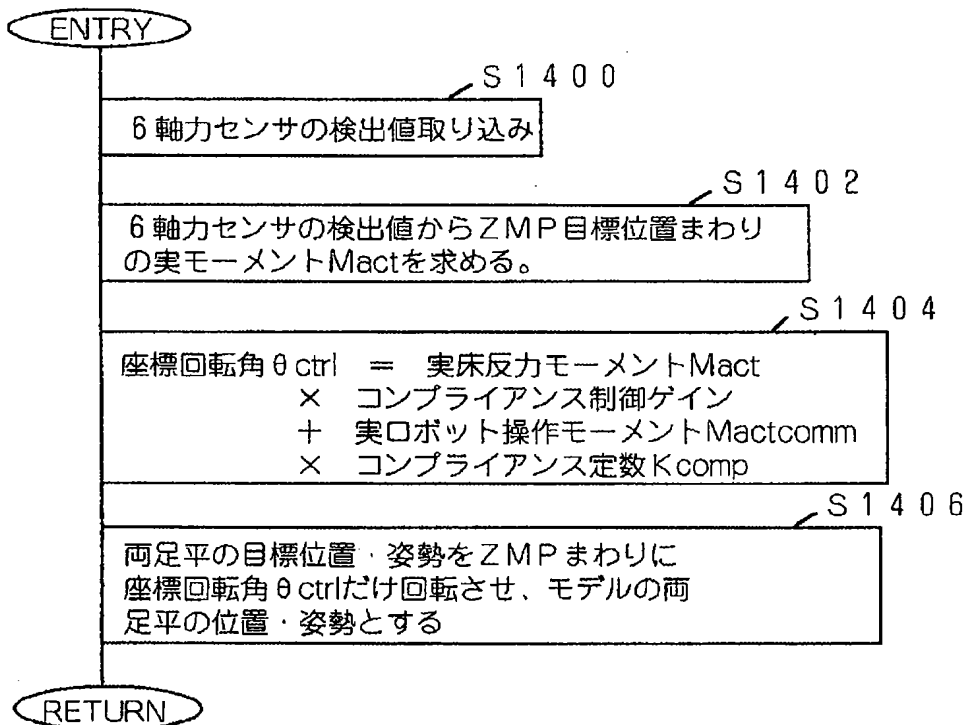 ENTRY
S1400
6軸力センサの検出値取り込み
S1402
6軸力センサの検出値からZMP目標位置まわり
の実モーメントMactを求める。
S1404
座標回転角θctrl = 実床反力モーメントMact
× コンプライアンス制御ゲイン
+ 実ロボット操作モーメントMactcomm
× コンプライアンス定数Kcomp
S1406
両足平の目標位置・姿勢をZMPまわりに
座標回転角θctrlだけ回転させ、モデルの両
足平の位置・姿勢とする
RETURN